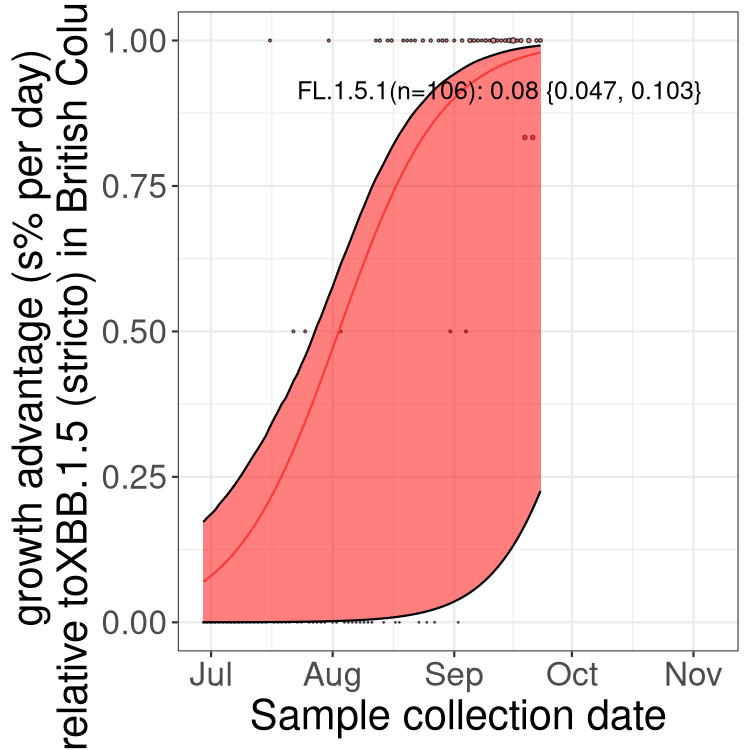 growth advantage (s% per day)
relative toXBB.1.5 (stricto) in British Colu
1.00
0.75
0.50
0.25
0.00
FL.1.5.1(n=106): 0.08 {0.047, 0.103}
Jul Aug Sep Oct Nov
Sample collection date